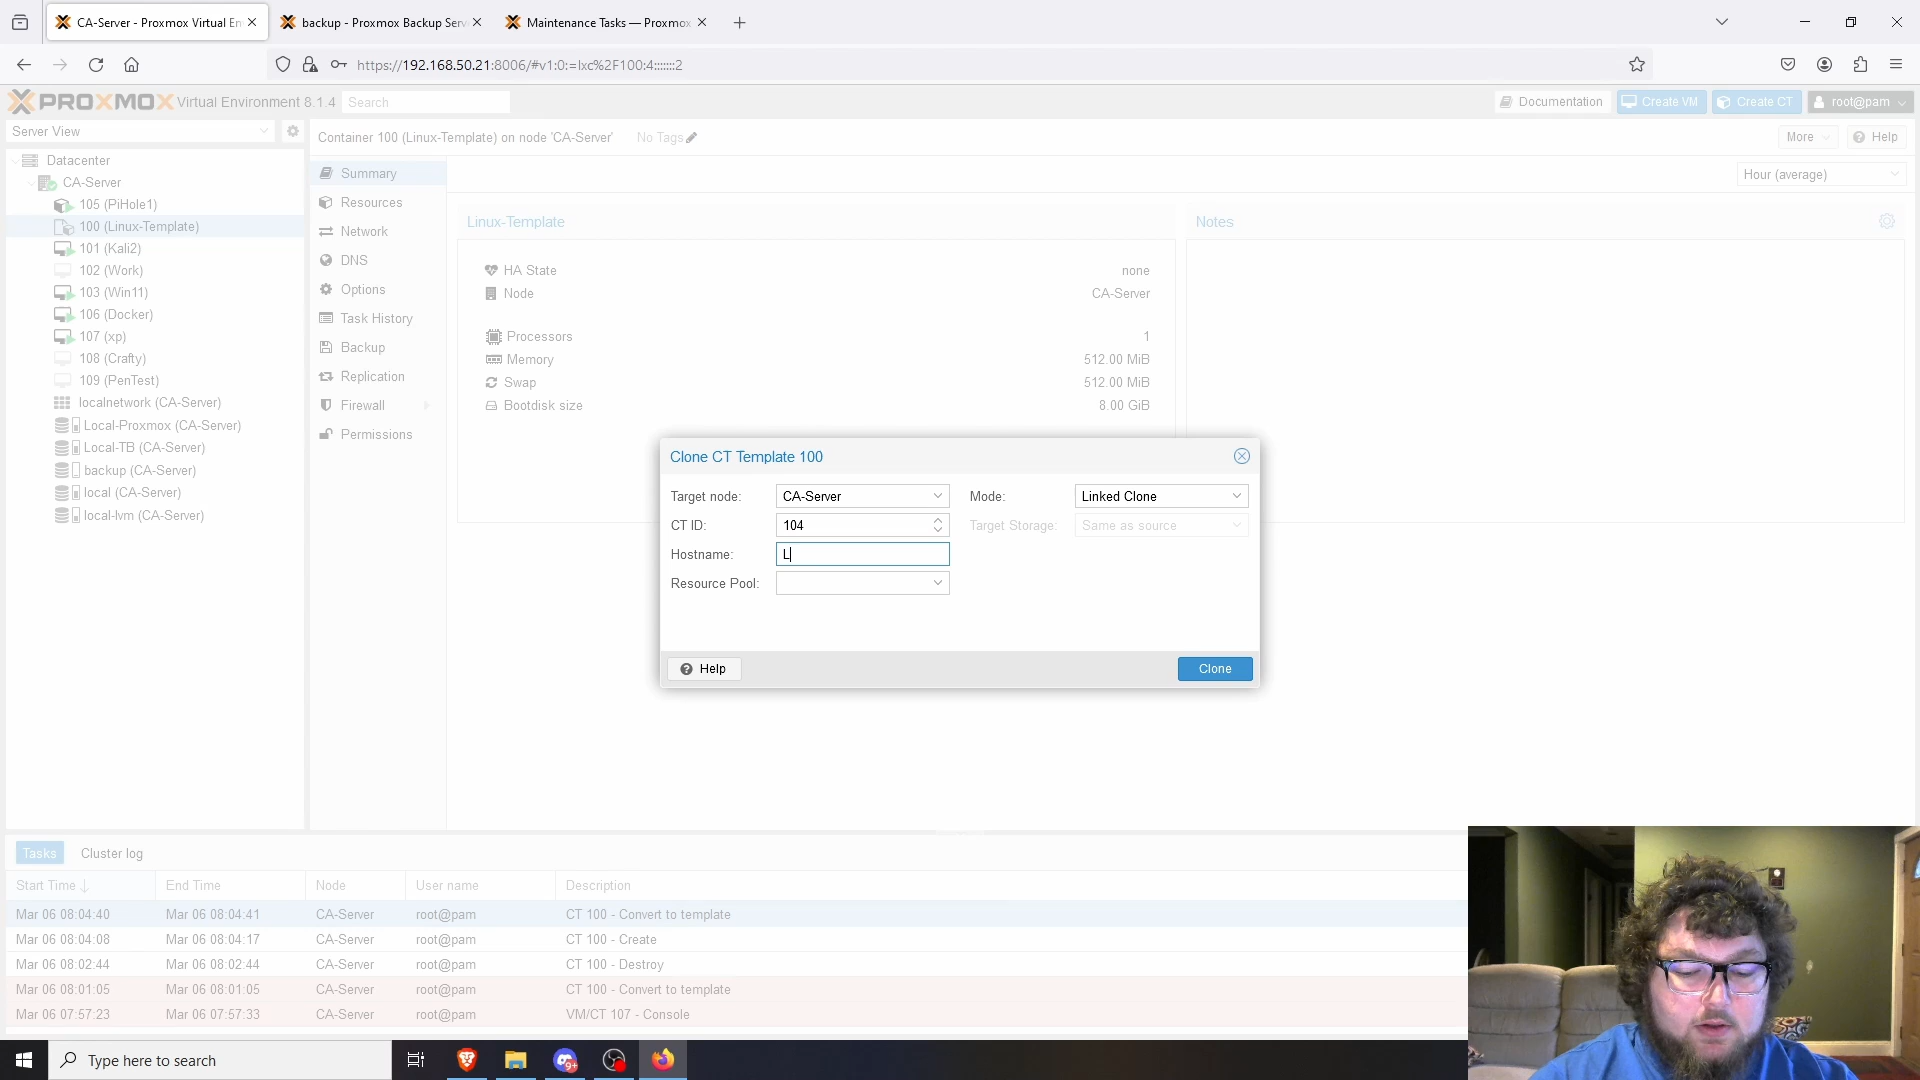 CA-Server - Proxmox Virtual En
backup - Proxmox Backup Serv
Maintenance Tasks — Proxmox
https://192.168.50.21:8006/#v1:0:=lxc%2F100:4:::::::2
PROXMOX Virtual Environment 8.1.4 Search
Documentation Create VM Create CT root@pam
Server View
Container 100 (Linux-Template) on node 'CA-Server' No Tags More Help
Datacenter
CA-Server
105 (PiHole1)
100 (Linux-Template)
101 (Kali2)
102 (Work)
103 (Win11)
106 (Docker)
107 (xp)
108 (Crafty)
109 (PenTest)
localnetwork (CA-Server)
Local-Proxmox (CA-Server)
Local-TB (CA-Server)
backup (CA-Server)
local (CA-Server)
local-lvm (CA-Server)
Summary
Resources
Network
DNS
Options
Task History
Backup
Replication
Firewall
Permissions
Hour (average)
Linux-Template
HA State none
Node CA-Server
Processors 1
Memory 512.00 MiB
Swap 512.00 MiB
Bootdisk size 8.00 GiB
Notes
Clone CT Template 100
Target node: CA-Server Mode: Linked Clone
CT ID: 104 Target Storage: Same as source
Hostname: L
Resource Pool:
Help Clone
Tasks Cluster log
Start Time End Time Node User name Description
Mar 06 08:04:40 Mar 06 08:04:41 CA-Server root@pam CT 100 - Convert to template
Mar 06 08:04:08 Mar 06 08:04:17 CA-Server root@pam CT 100 - Create
Mar 06 08:02:44 Mar 06 08:02:44 CA-Server root@pam CT 100 - Destroy
Mar 06 08:01:05 Mar 06 08:01:05 CA-Server root@pam CT 100 - Convert to template
Mar 06 07:57:23 Mar 06 07:57:33 CA-Server root@pam VM/CT 107 - Console
Type here to search
9+